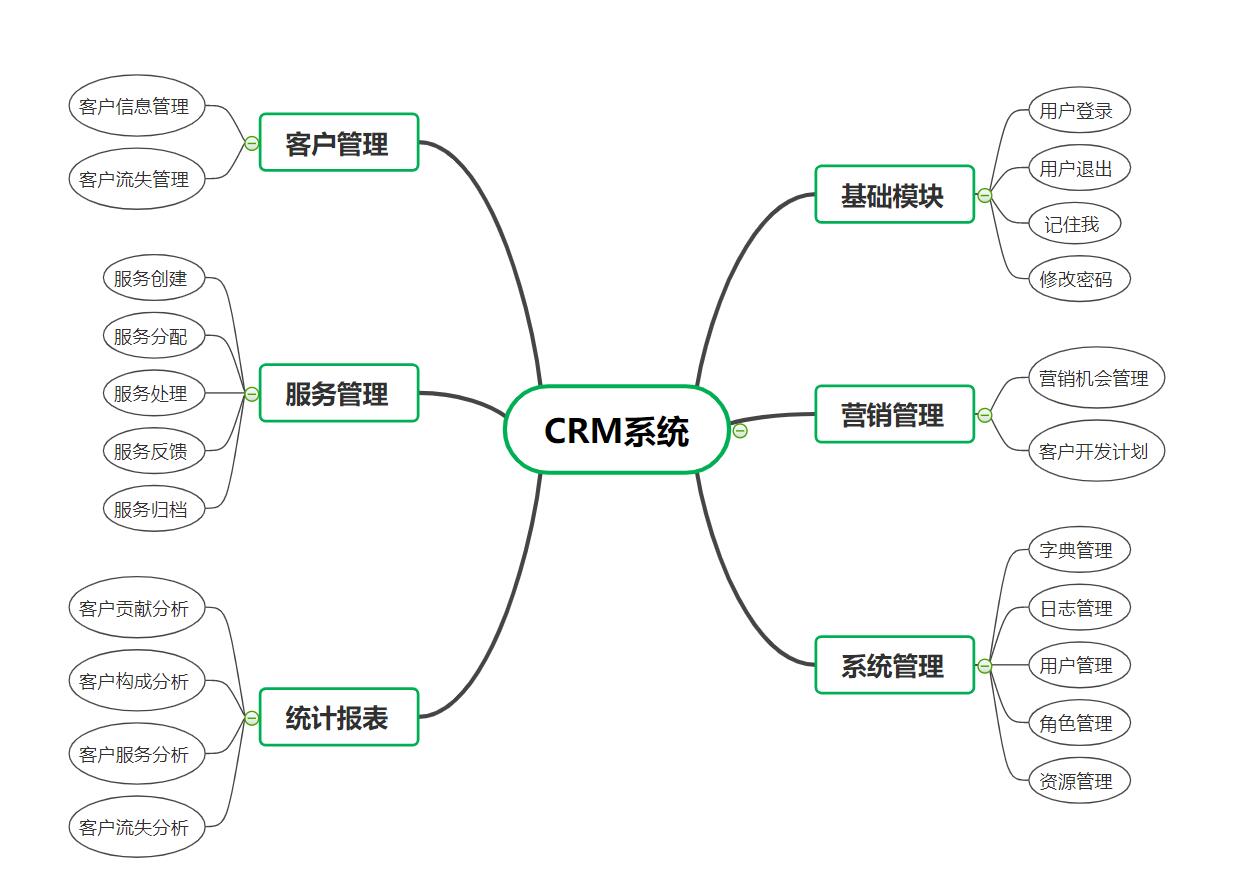 客户信息管理
客户流失管理
客户管理
服务创建
服务分配
服务处理
服务反馈
服务归档
服务管理
客户贡献分析
客户构成分析
客户服务分析
客户流失分析
统计报表
CRM系统
基础模块
用户登录
用户退出
记住我
修改密码
营销管理
营销机会管理
客户开发计划
系统管理
字典管理
日志管理
用户管理
角色管理
资源管理